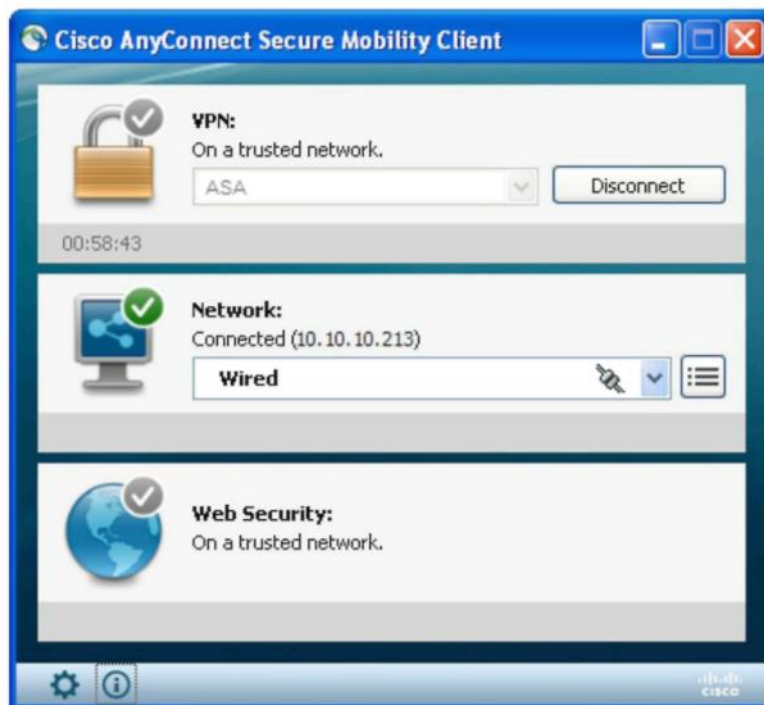 Cisco AnyConnect Secure Mobility Client
VPN:
On a trusted network.
ASA
Disconnect
00:58:43
Network:
Connected (10.10.10.213)
Wired
Web Security:
On a trusted network.
CISCO